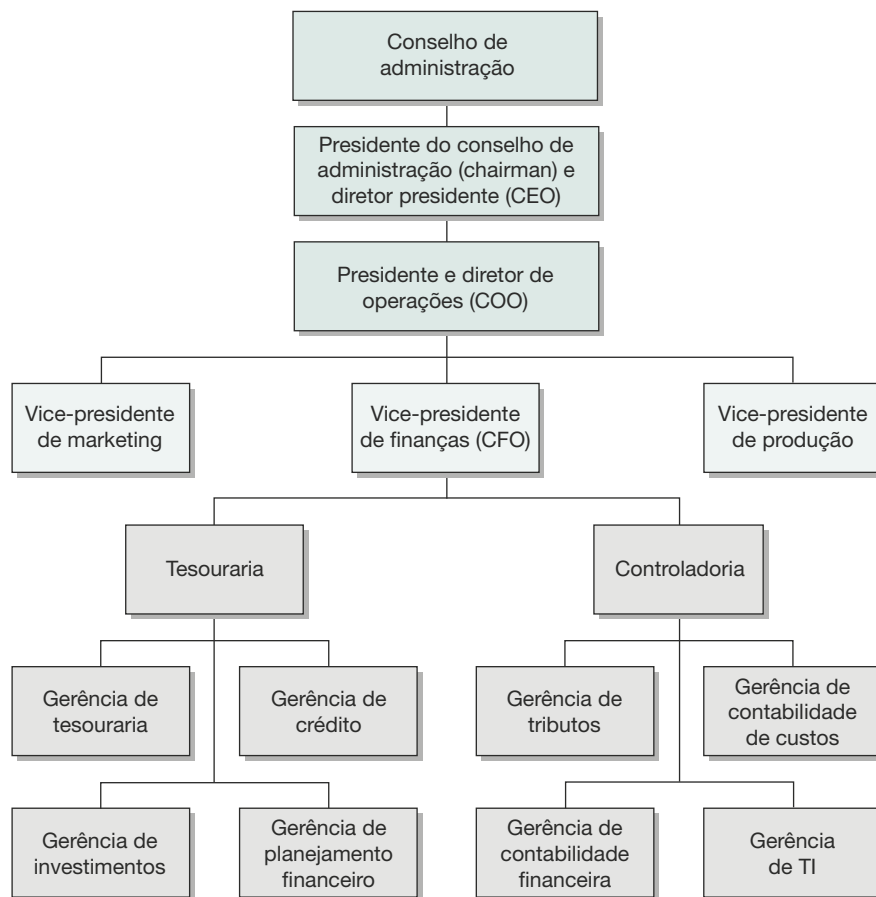 Conselho de
administração
Presidente do conselho de
administração (chairman) e
diretor presidente (CEO)
Presidente e diretor de
operações (COO)
Vice-presidente
de marketing
Vice-presidente
de finanças (CFO)
Vice-presidente
de produção
Tesouraria
Controladoria
Gerência de
tesouraria
Gerência de
crédito
Gerência de
tributos
Gerência de
contabilidade
de custos
Gerência de
investimentos
Gerência de
planejamento
financeiro
Gerência de
contabilidade
financeira
Gerência
de TI